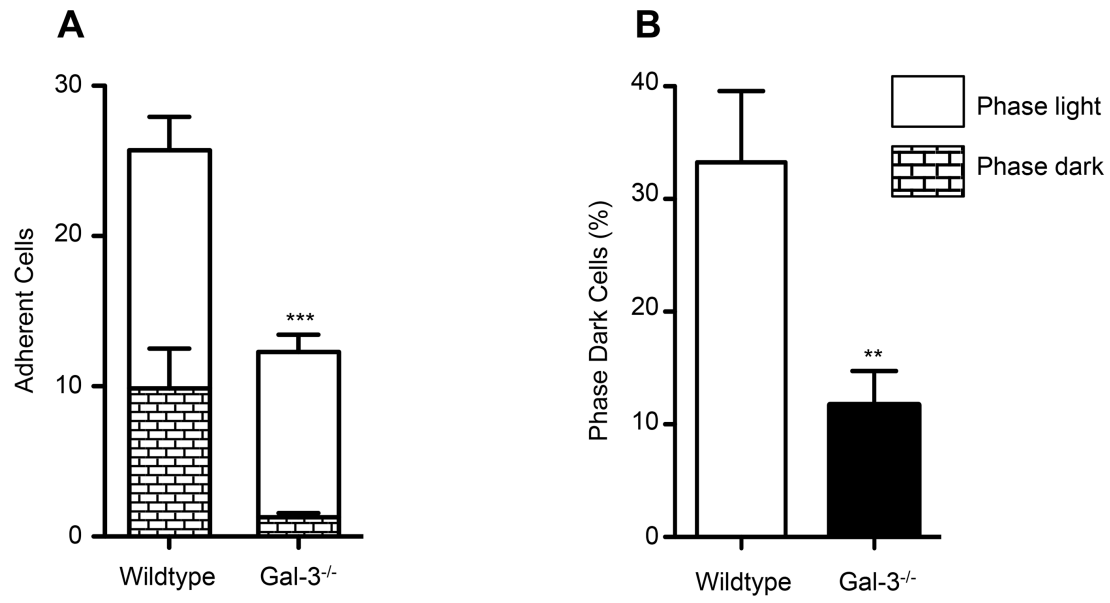 A
Adherent Cells
30
20
10
0
***
Wildtype
Gal-3-/-
B
Phase Dark Cells (%)
40
30
20
10
0
**
Wildtype
Gal-3-/-
Phase light
Phase dark